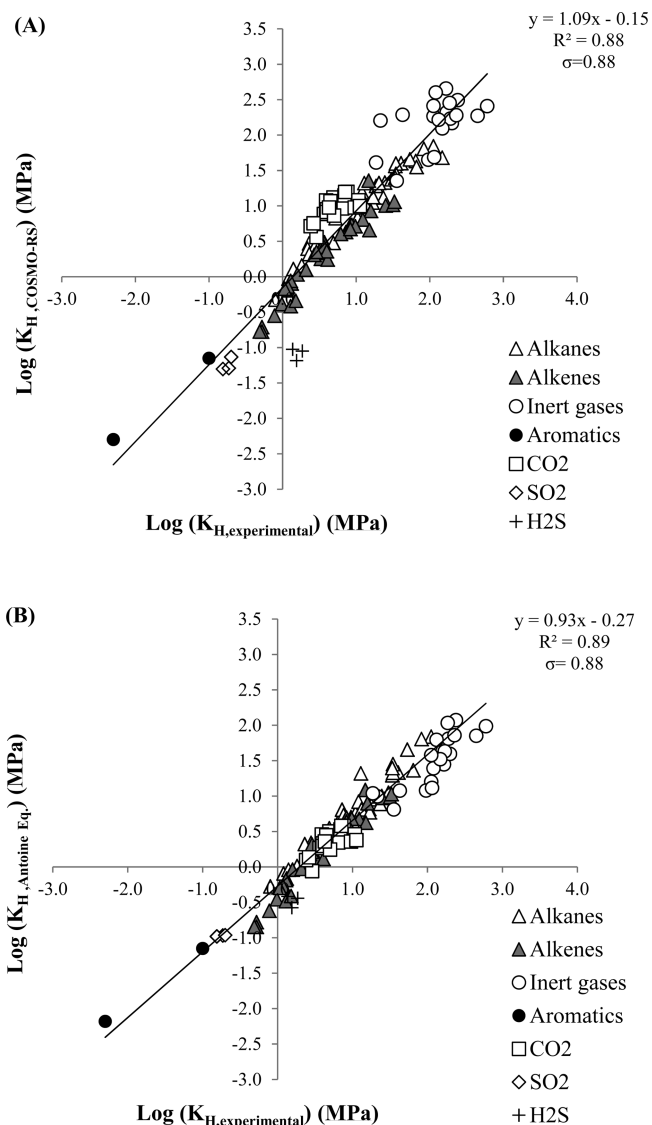 (A)
y = 1.09x - 0.15
R² = 0.88
σ=0.88
Log (K_H,COSMO-RS) (MPa)
3.5
3.0
2.5
2.0
1.5
1.0
0.5
0.0
-0.5
-1.0
-1.5
-2.0
-2.5
-3.0
-3.0 -2.0 -1.0 1.0 2.0 3.0 4.0
Alkanes
Alkenes
Inert gases
Aromatics
CO2
SO2
H2S
Log (K_H,experimental) (MPa)
(B)
y = 0.93x - 0.27
R² = 0.89
σ= 0.88
Log (K_H,Antoine Eq.) (MPa)
3.5
3.0
2.5
2.0
1.5
1.0
0.5
0.0
-0.5
-1.0
-1.5
-2.0
-2.5
-3.0
-3.0 -2.0 -1.0 1.0 2.0 3.0 4.0
Alkanes
Alkenes
Inert gases
Aromatics
CO2
SO2
H2S
Log (K_H,experimental) (MPa)